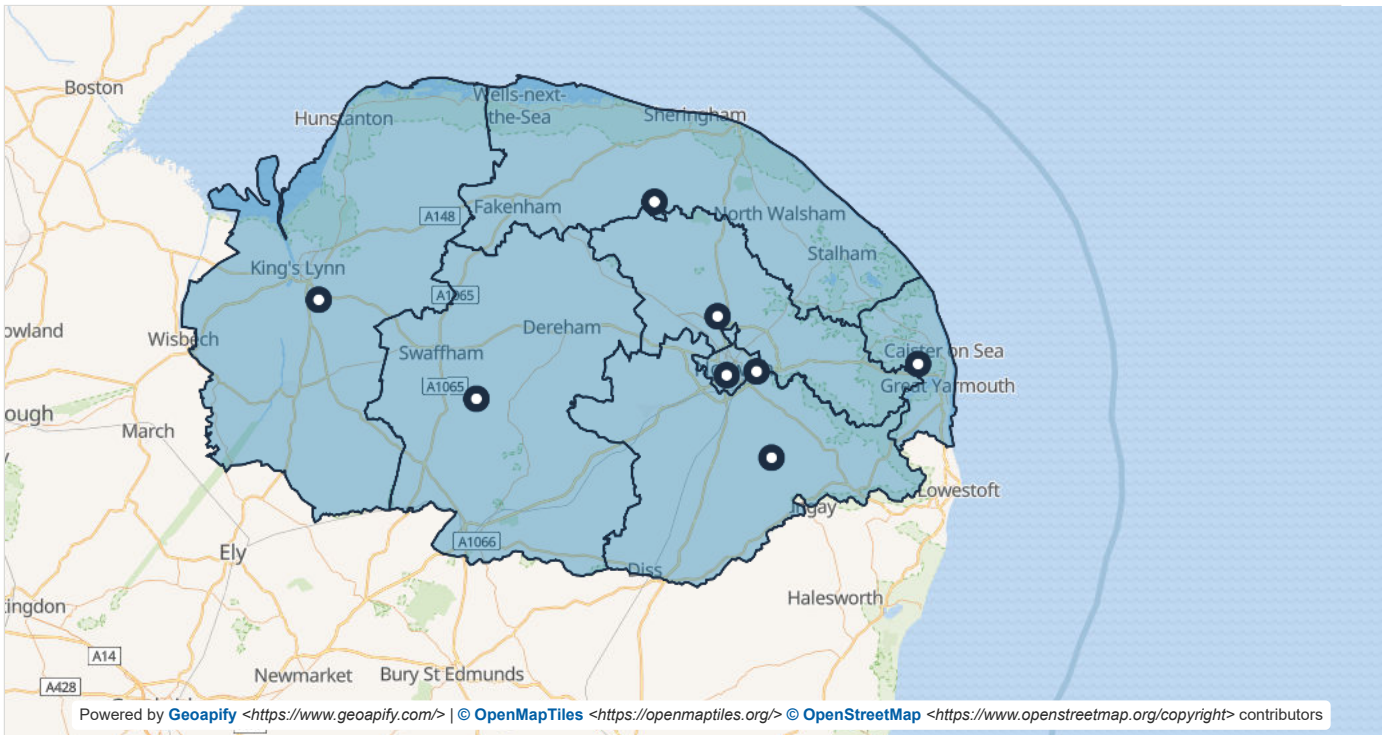 Boston
Wells-next-
the-Sea
Hunstanton
Sheringham
A148
Fakenham
North Walsham
Stalham
King's Lynn
A1065
owland
Wisbech
Dereham
Swaffham
Caister on Sea
A1065
Great Yarmouth
ough
March
Lowestoft
ngay
A1066
Ely
Diss
Halesworth
tingdon
A14
Newmarket
Bury St Edmunds
A428
Powered by Geoapify <https://www.geoapify.com/> | © OpenMapTiles <https://openmaptiles.org/> © OpenStreetMap <https://www.openstreetmap.org/copyright> contributors